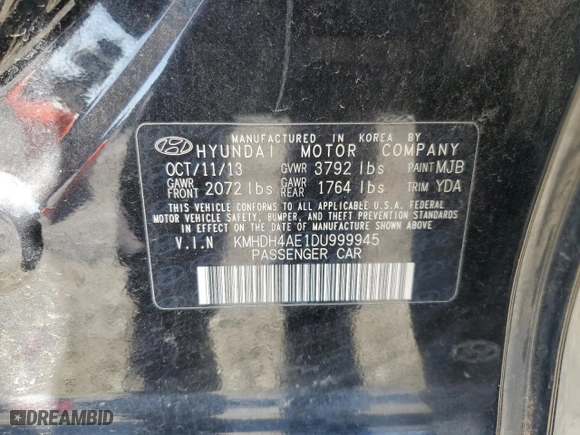 MANUFACTURED IN KOREA BY
HYUNDAI MOTOR COMPANY
OCT/11/13 GVWR 3792 lbs PAINT MJB
GAWR FRONT 2072 lbs GAWR REAR 1764 lbs TRIM YDA
THIS VEHICLE CONFORMS TO ALL APPLICABLE U.S.A. FEDERAL
MOTOR VEHICLE SAFETY, BUMPER, AND THEFT PREVENTION STANDARDS
IN EFFECT ON THE DATE OF MANUFACTURE SHOWN ABOVE.
V.I.N KMHDH4AE1DU999945
PASSENGER CAR
DREAMBID